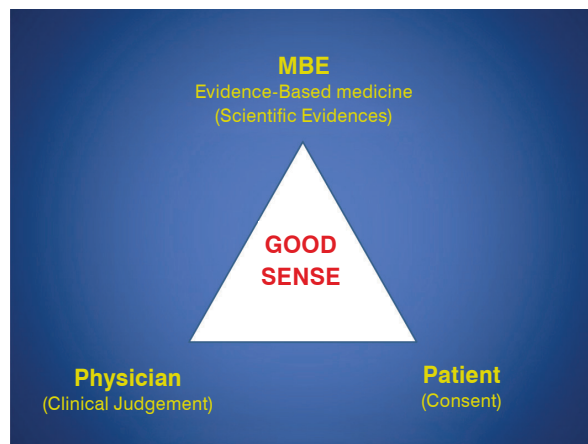 MBE
Evidence-Based medicine
(Scientific Evidences)
GOOD
SENSE
Physician
(Clinical Judgement)
Patient
(Consent)